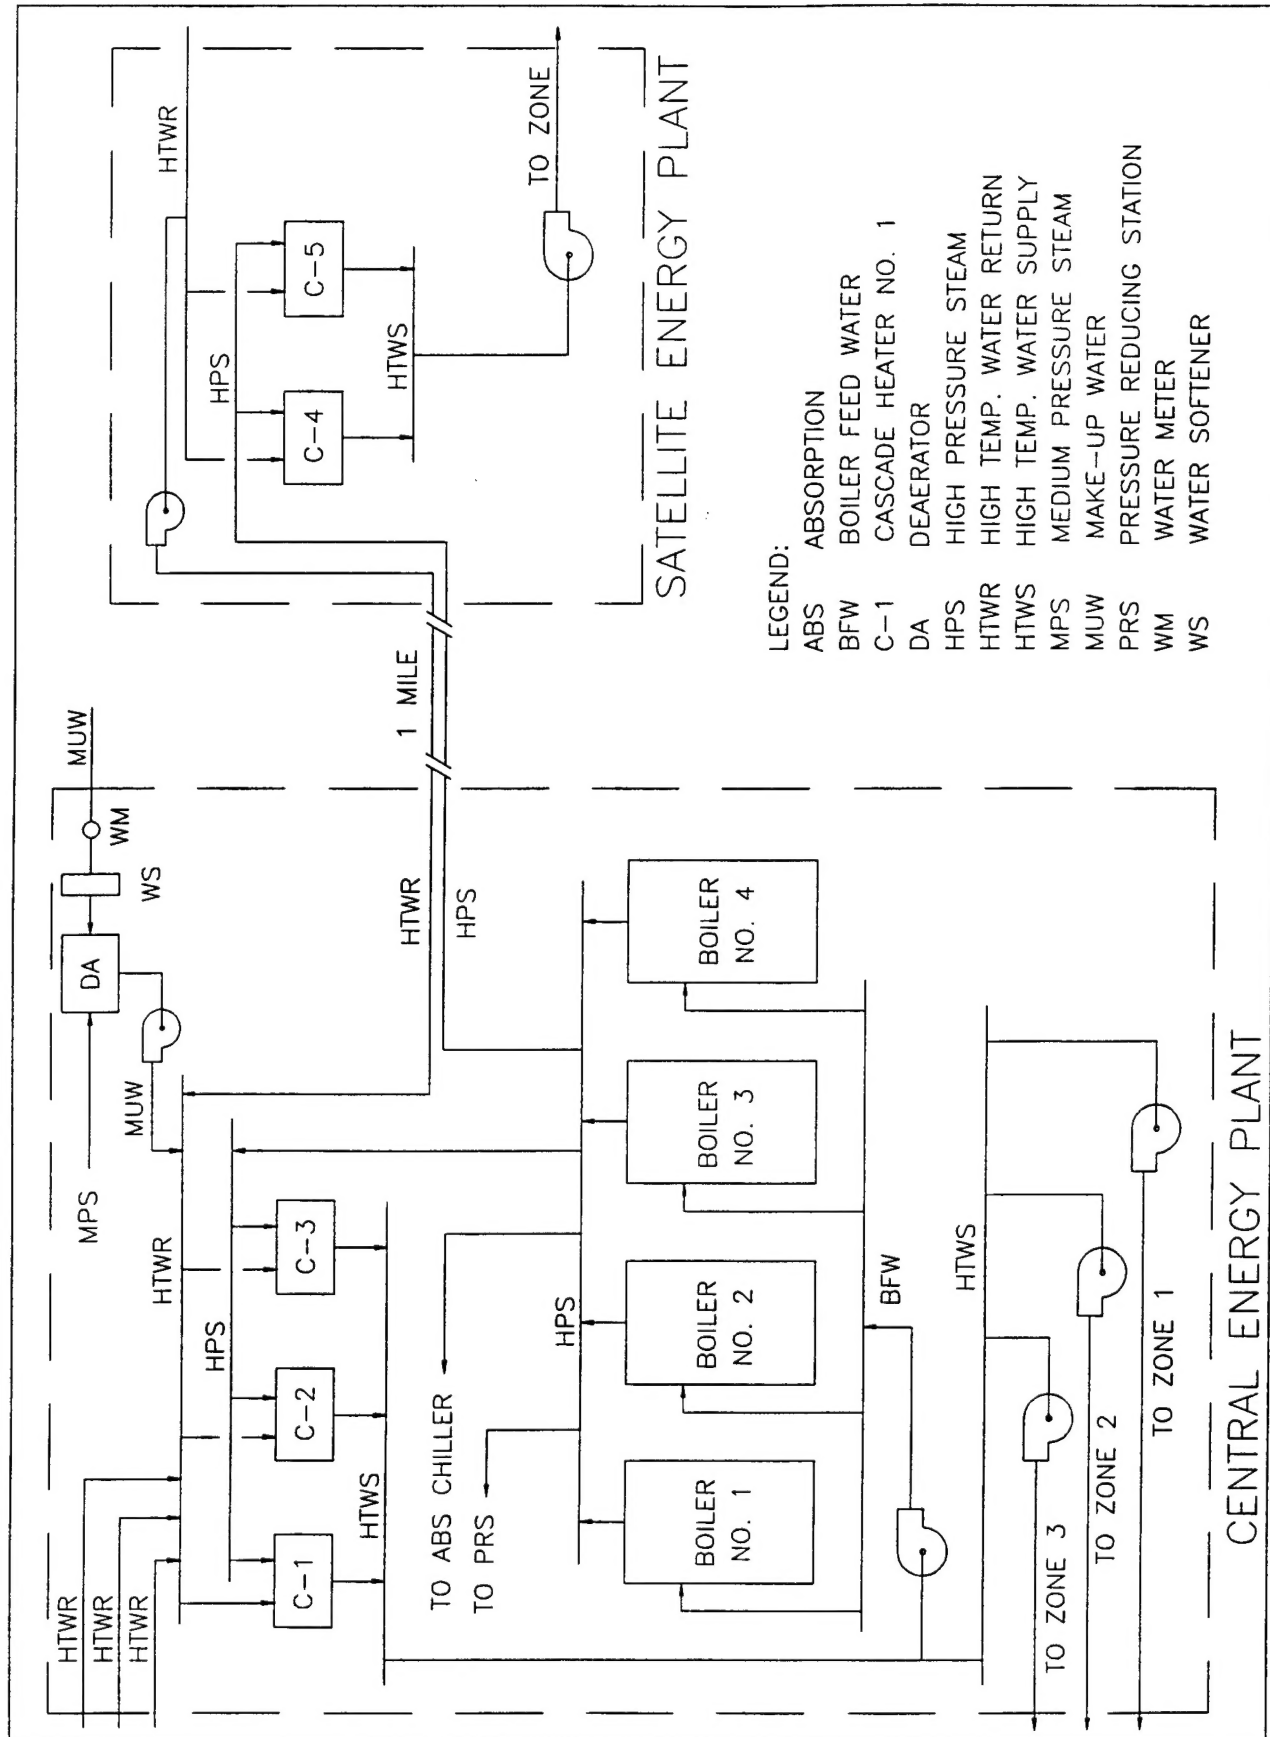 HTWR
HTWR
HTWR
MPS
DA
WS
WM
MUW
MUW
HTWR
HPS
C-1
C-2
C-3
HTWS
HTWR
HPS
1 MILE
TO ABS CHILLER
TO PRS
HPS
BOILER
NO. 1
BOILER
NO. 2
BOILER
NO. 3
BOILER
NO. 4
BFW
HTWS
TO ZONE 3
TO ZONE 2
TO ZONE 1
CENTRAL ENERGY PLANT
HTWR
HPS
C-4
C-5
HTWS
TO ZONE
SATELLITE ENERGY PLANT
LEGEND:
ABS ABSORPTION
BFW BOILER FEED WATER
C-1 CASCADE HEATER NO. 1
DA DEAERATOR
HPS HIGH PRESSURE STEAM
HTWR HIGH TEMP. WATER RETURN
HTWS HIGH TEMP. WATER SUPPLY
MPS MEDIUM PRESSURE STEAM
MUW MAKE-UP WATER
PRS PRESSURE REDUCING STATION
WM WATER METER
WS WATER SOFTENER